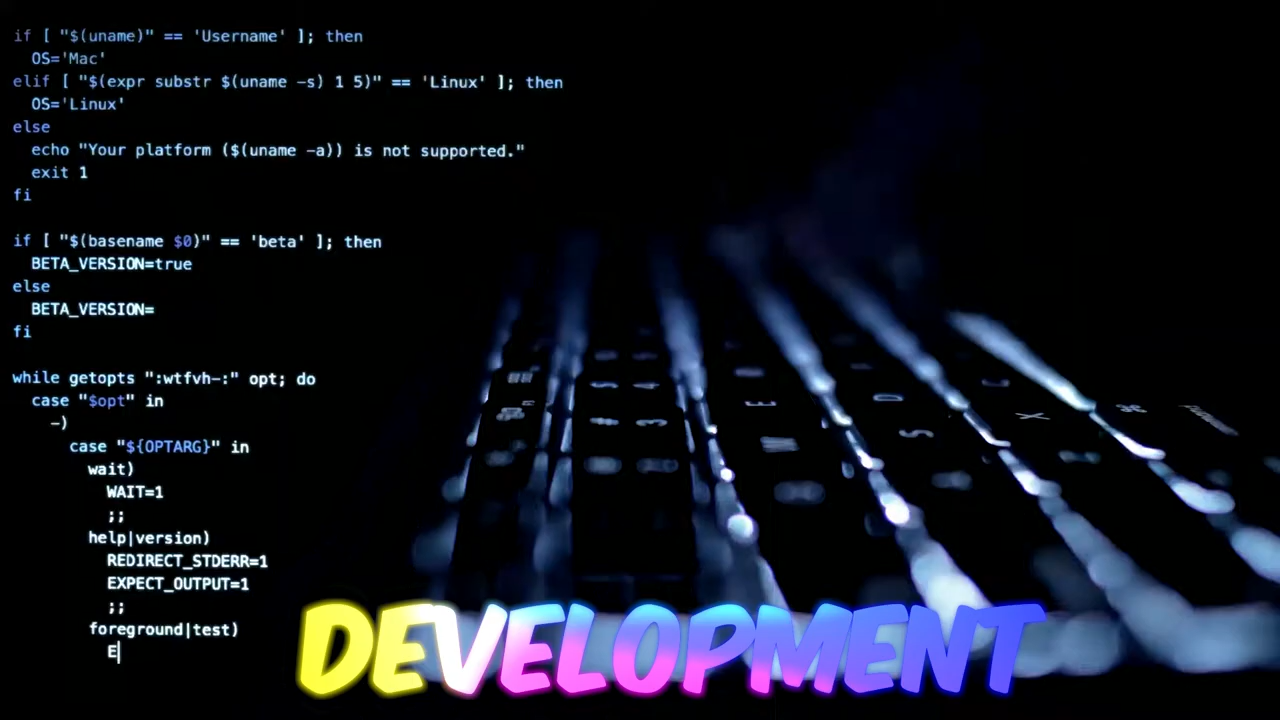 if [ "$(uname)" == 'Username' ]; then
  OS='Mac'
elif [ "$(expr substr $(uname -s) 1 5)" == 'Linux' ]; then
  OS='Linux'
else
  echo "Your platform ($(uname -a)) is not supported."
  exit 1
fi

if [ "$(basename $0)" == 'beta' ]; then
  BETA_VERSION=true
else
  BETA_VERSION=
fi

while getopts ":wtfvh-:" opt; do
  case "$opt" in
    -)
      case "${OPTARG}" in
        wait)
          WAIT=1
          ;;
        help|version)
          REDIRECT_STDERR=1
          EXPECT_OUTPUT=1
          ;;
        foreground|test)
          E
$ 4
# 3
E D C
W S X ⌘
DEVELOPMENT